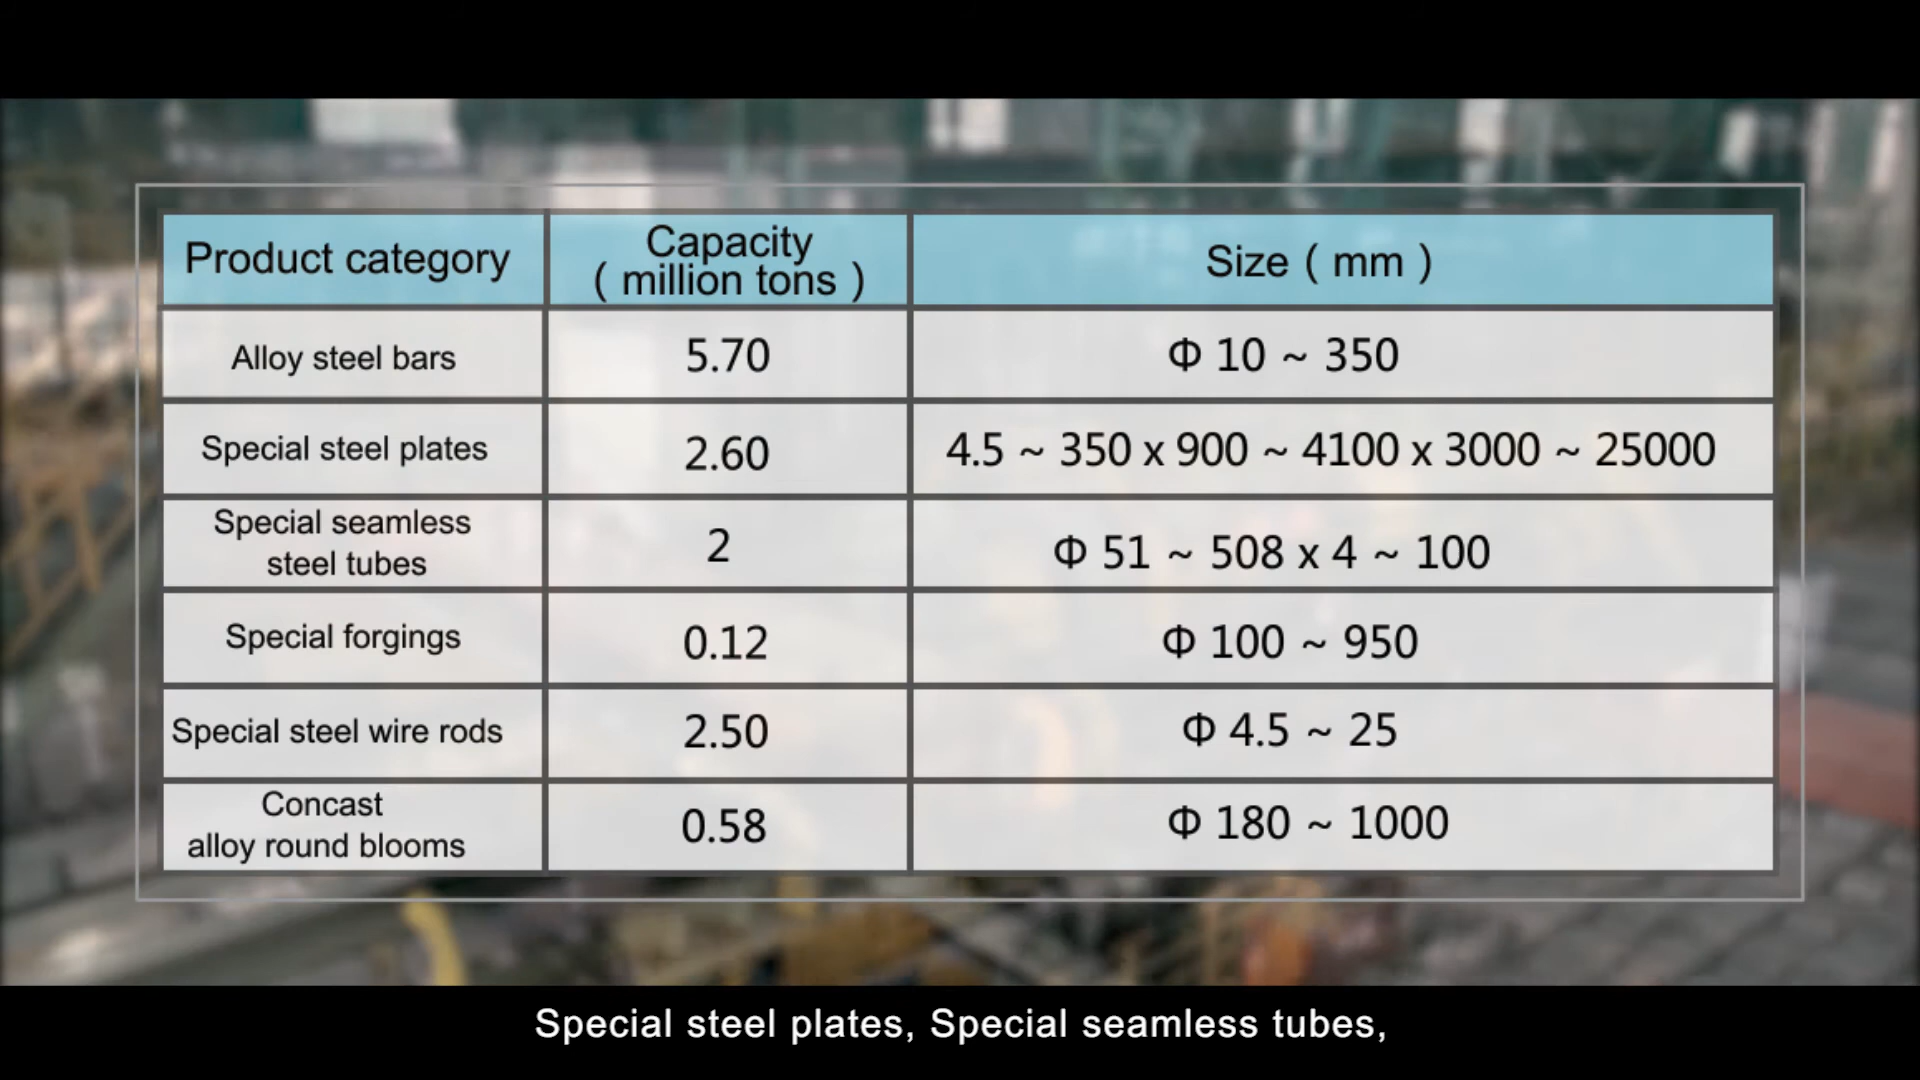 Product category
Capacity
( million tons )
Size ( mm )
Alloy steel bars
5.70
Φ 10 ~ 350
Special steel plates
2.60
4.5 ~ 350 x 900 ~ 4100 x 3000 ~ 25000
Special seamless
steel tubes
2
Φ 51 ~ 508 x 4 ~ 100
Special forgings
0.12
Φ 100 ~ 950
Special steel wire rods
2.50
Φ 4.5 ~ 25
Concast
alloy round blooms
0.58
Φ 180 ~ 1000
Special steel plates, Special seamless tubes,